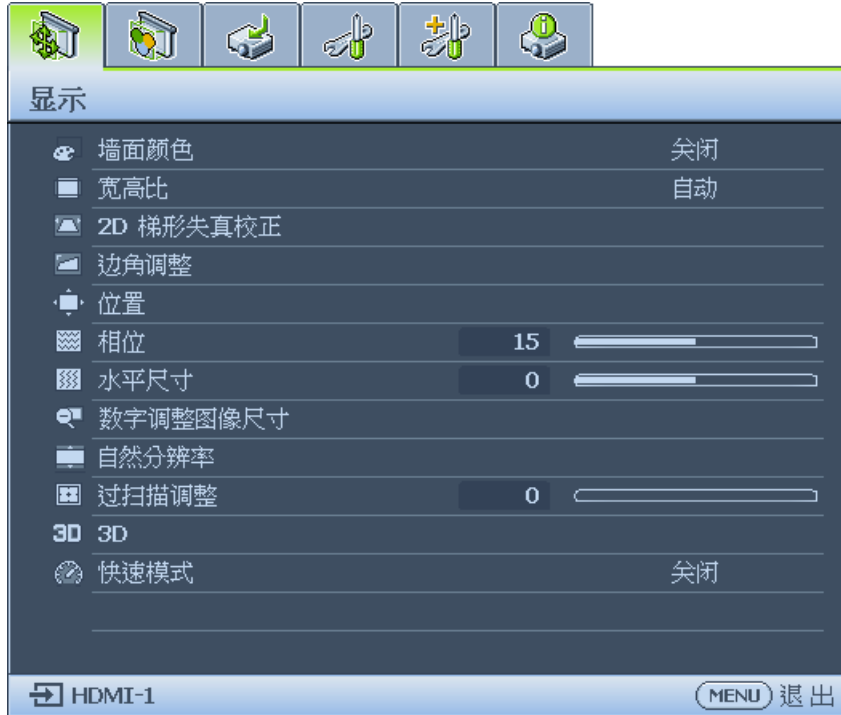 显示
墙面颜色 关闭
宽高比 自动
2D 梯形失真校正
边角调整
位置
相位 15
水平尺寸 0
数字调整图像尺寸
自然分辨率
过扫描调整 0
3D 3D
快速模式 关闭
HDMI-1 MENU 退出